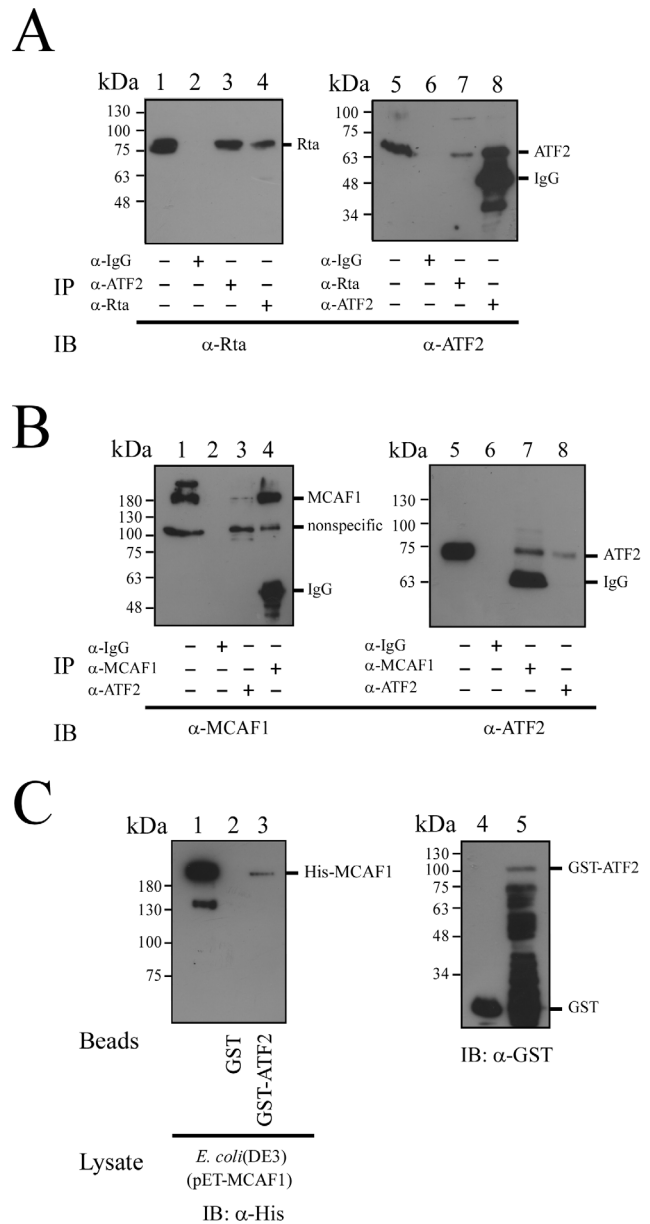 A
kDa 1 2 3 4
130
100
75
63
48
Rta
kDa 5 6 7 8
100
75
63
48
34
ATF2
IgG
IP
α-IgG – + – –
α-ATF2 – – + –
α-Rta – – – +
α-IgG – + – –
α-Rta – – + –
α-ATF2 – – – +
IB α-Rta α-ATF2
B
kDa 1 2 3 4
180
130
100
75
63
48
MCAF1
nonspecific
IgG
kDa 5 6 7 8
130
100
75
63
ATF2
IgG
IP
α-IgG – + – –
α-MCAF1 – – – +
α-ATF2 – – + –
α-IgG – + – –
α-MCAF1 – – + –
α-ATF2 – – – +
IB α-MCAF1 α-ATF2
C
kDa 1 2 3
180
130
100
75
His-MCAF1
kDa 4 5
130
100
75
63
48
34
GST-ATF2
GST
IB: α-GST
Beads GST GST-ATF2
Lysate E. coli(DE3)
(pET-MCAF1)
IB: α-His